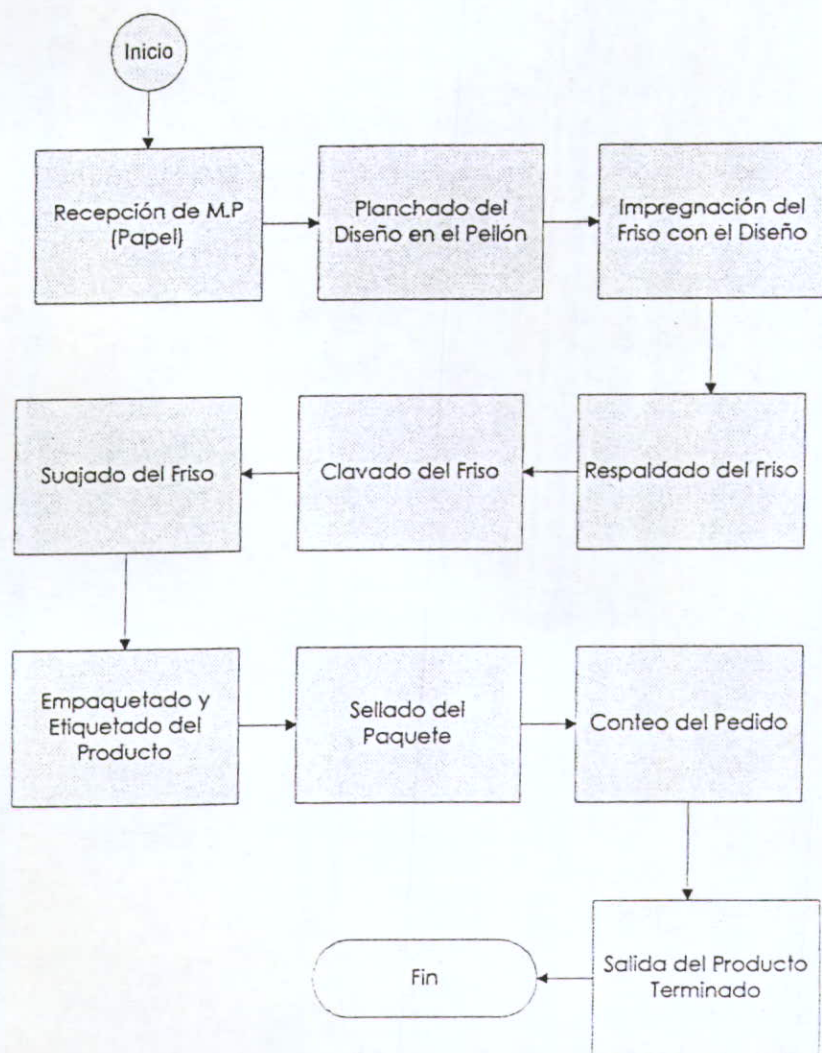 Inicio
Recepción de M.P
(Papel)
Planchado del
Diseño en el Pellón
Impregnación del
Friso con el Diseño
Respaldado del Friso
Clavado del Friso
Suajado del Friso
Empaquetado y
Etiquetado del
Producto
Sellado del
Paquete
Conteo del Pedido
Salida del Producto
Terminado
Fin